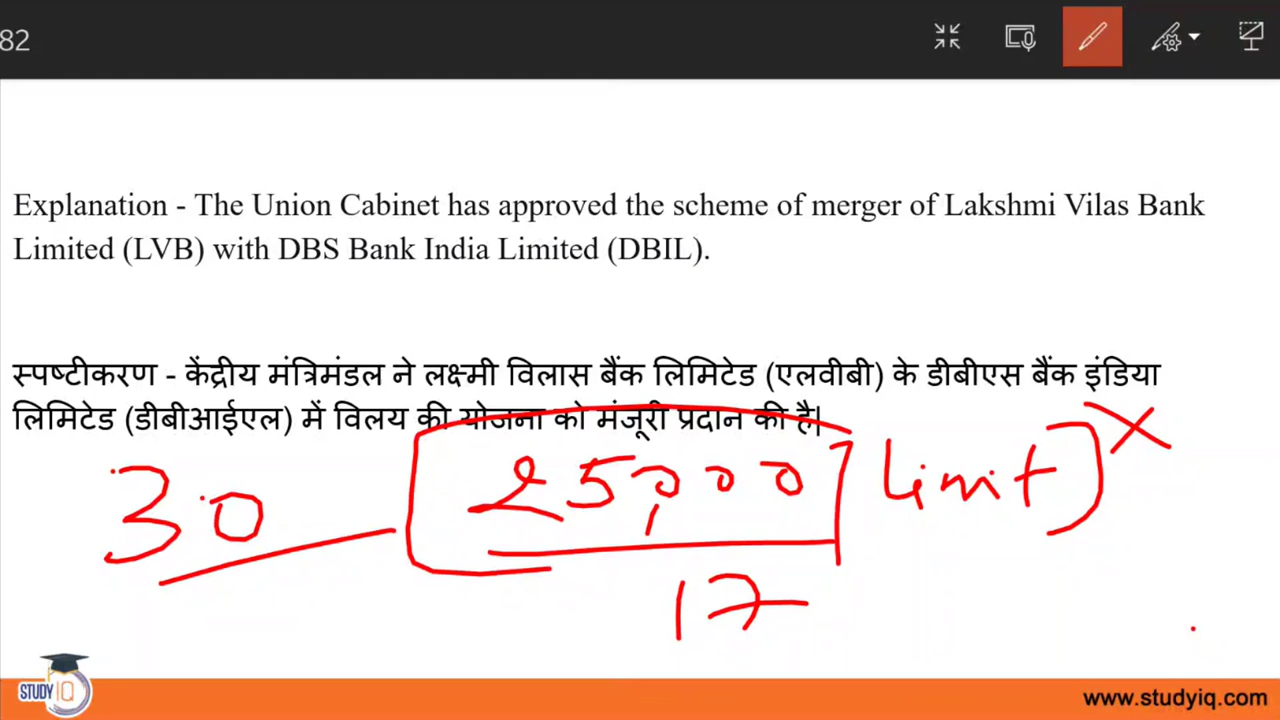 82
Explanation - The Union Cabinet has approved the scheme of merger of Lakshmi Vilas Bank
Limited (LVB) with DBS Bank India Limited (DBIL).
स्पष्टीकरण - केंद्रीय मंत्रिमंडल ने लक्ष्मी विलास बैंक लिमिटेड (एलवीबी) के डीबीएस बैंक इंडिया
लिमिटेड (डीबीआईएल) में विलय की योजना को मंजूरी प्रदान की है|
30 25,000 limit
17
STUDY IQ
www.studyiq.com